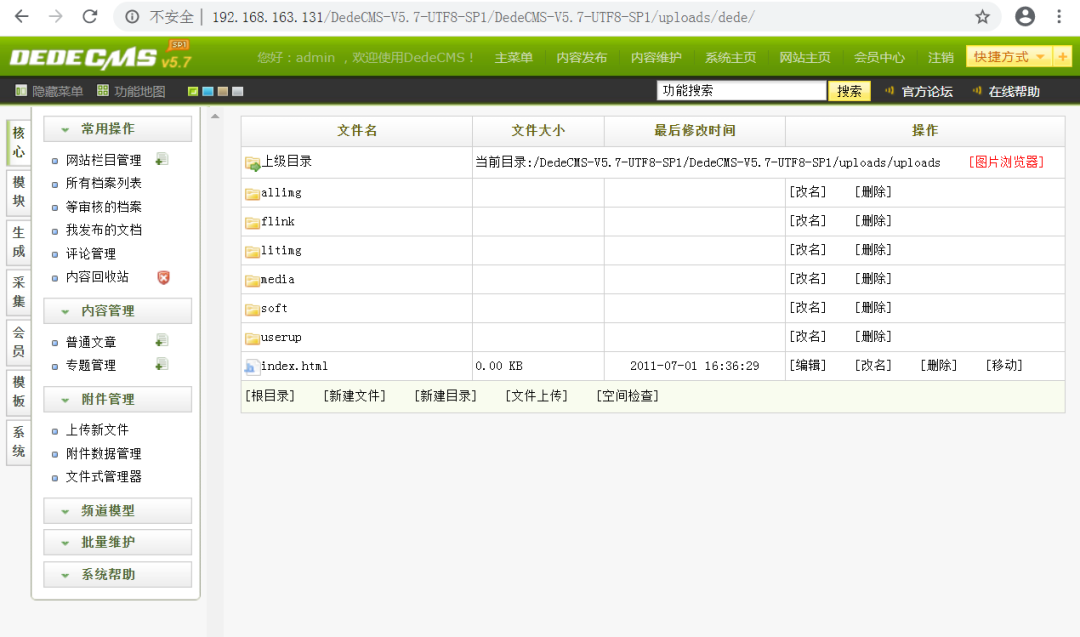 不安全 | 192.168.163.131/DedeCMS-V5.7-UTF8-SP1/DedeCMS-V5.7-UTF8-SP1/uploads/dede/
DEDECMS SP1 v5.7 您好：admin ，欢迎使用DedeCMS！ 主菜单 内容发布 内容维护 系统主页 网站主页 会员中心 注销 快捷方式 +
隐藏菜单 功能地图 功能搜索 搜索 官方论坛 在线帮助
核心
模块
生成
采集
会员
模板
系统
常用操作
网站栏目管理
所有档案列表
等审核的档案
我发布的文档
评论管理
内容回收站
内容管理
普通文章
专题管理
附件管理
上传新文件
附件数据管理
文件式管理器
频道模型
批量维护
系统帮助
文件名 文件大小 最后修改时间 操作
上级目录 当前目录:/DedeCMS-V5.7-UTF8-SP1/DedeCMS-V5.7-UTF8-SP1/uploads/uploads [图片浏览器]
allimg [改名] [删除]
flink [改名] [删除]
litimg [改名] [删除]
media [改名] [删除]
soft [改名] [删除]
userup [改名] [删除]
index.html 0.00 KB 2011-07-01 16:36:29 [编辑] [改名] [删除] [移动]
[根目录] [新建文件] [新建目录] [文件上传] [空间检查]